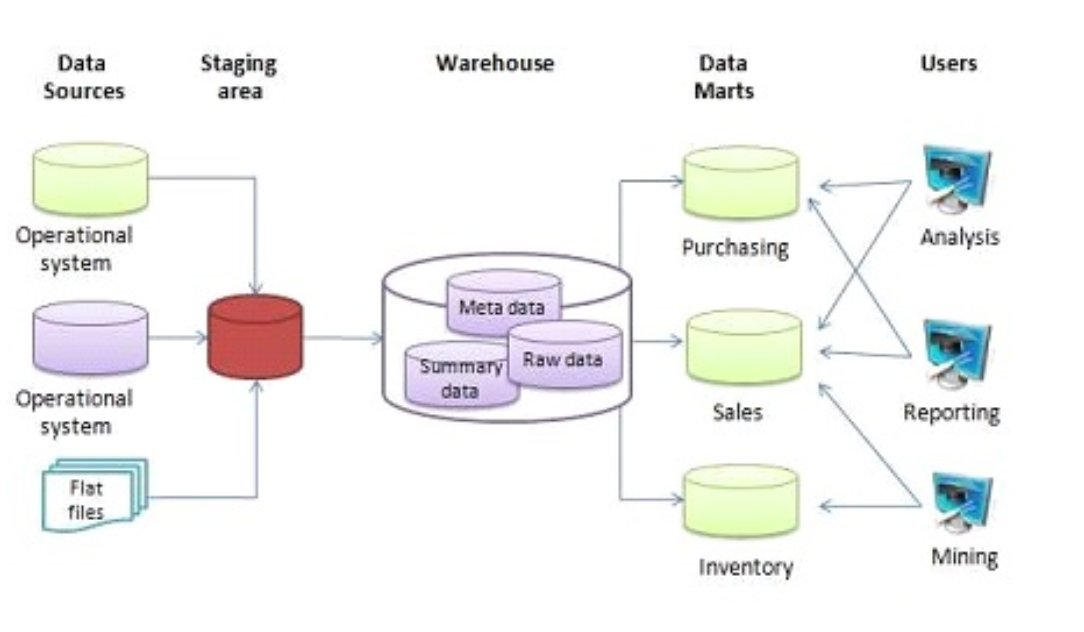 Data
Sources
Staging
area
Warehouse
Data
Marts
Users
Operational
system
Operational
system
Flat
files
Meta data
Summary
data
Raw data
Purchasing
Sales
Inventory
Analysis
Reporting
Mining